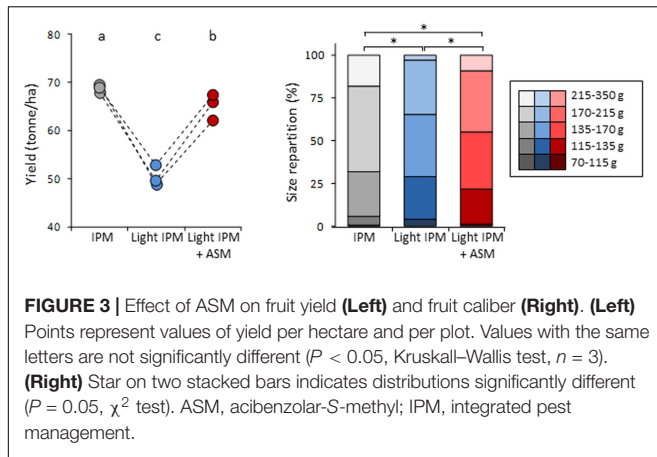 80
70
60
50
40
Yield (tonne/ha)
a
c
b
IPM
Light IPM
Light IPM
+ ASM
100
75
50
25
0
Size repartition (%)
*
*
*
IPM
Light IPM
Light IPM
+ ASM
215-350 g
170-215 g
135-170 g
115-135 g
70-115 g
FIGURE 3 | Effect of ASM on fruit yield (Left) and fruit caliber (Right). (Left)
Points represent values of yield per hectare and per plot. Values with the same
letters are not significantly different (P < 0.05, Kruskall–Wallis test, n = 3).
(Right) Star on two stacked bars indicates distributions significantly different
(P = 0.05, χ² test). ASM, acibenzolar-S-methyl; IPM, integrated pest
management.